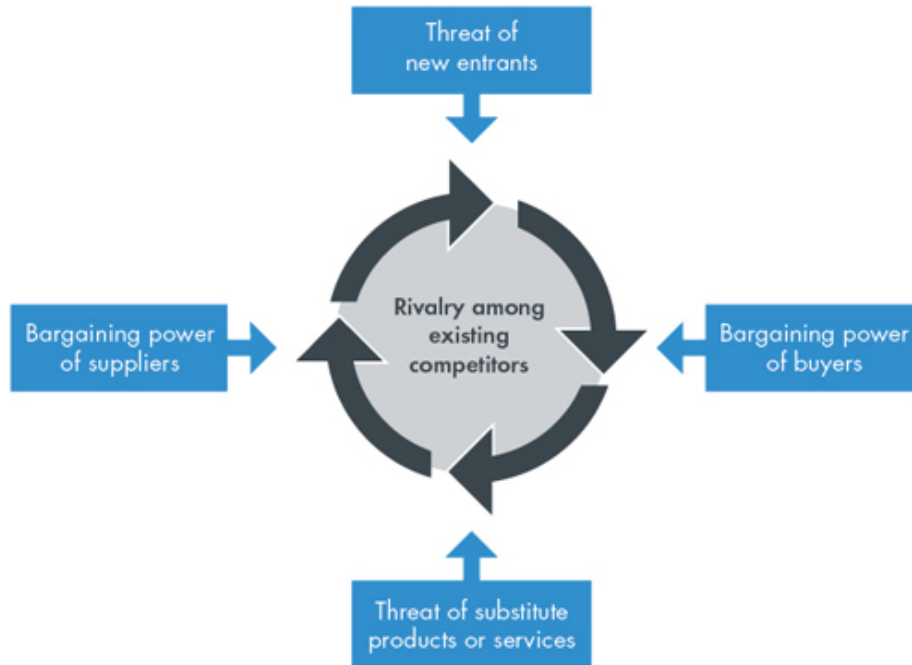 Threat of
new entrants
Bargaining power
of suppliers
Rivalry among
existing
competitors
Bargaining power
of buyers
Threat of substitute
products or services